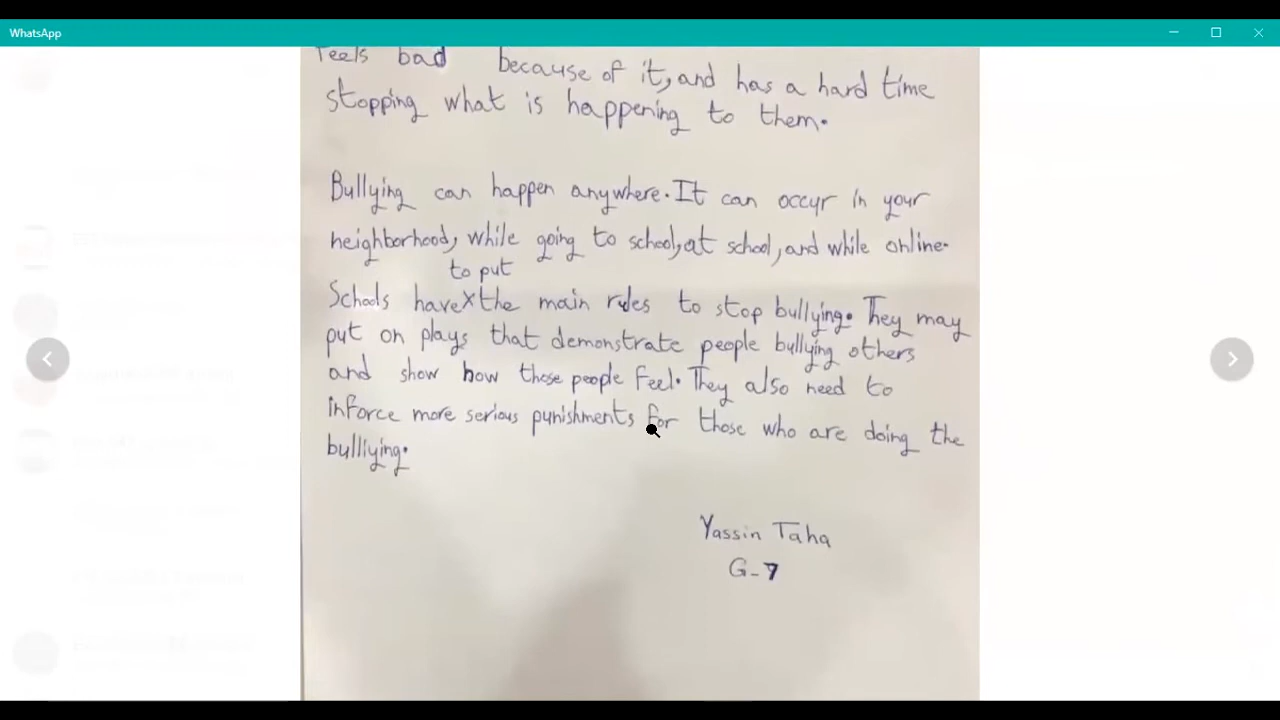 WhatsApp
feels bad because of it, and has a hard time
stopping what is happening to them.
Bullying can happen anywhere. It can occur in your
neighborhood, while going to school, at school, and while online.
to put
Schools have x the main rules to stop bullying. They may
put on plays that demonstrate people bullying others
and show how those people feel. They also need to
inforce more serious punishments for those who are doing the
bulliying.
Yassin Taha
G-7